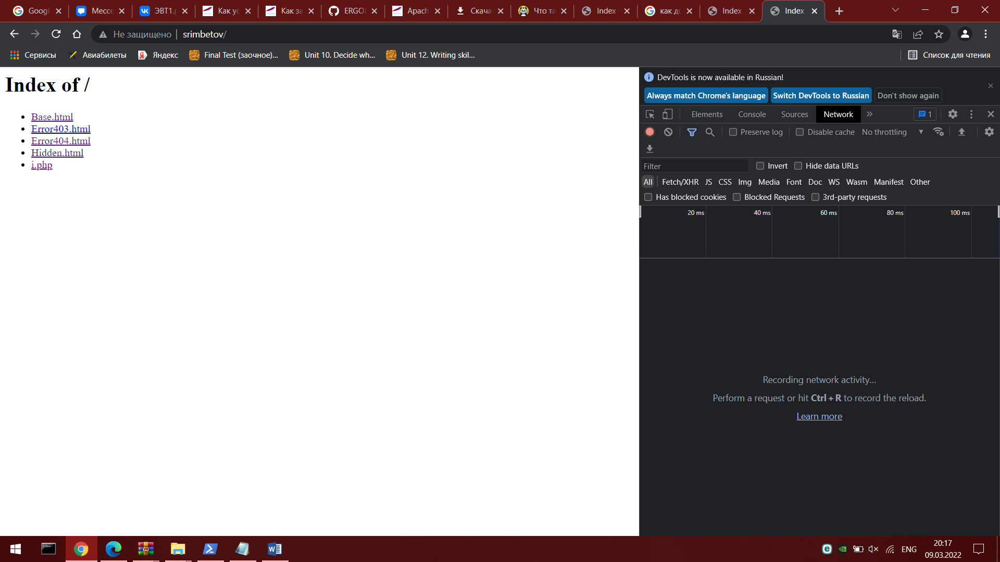 Googl Мессе ЭВТ1.р Как ус Как за ERGO Apach Скача Что та Index как до Index Index
Не защищено srimbetov/
Сервисы Авиабилеты Яндекс Final Test (заочное)... Unit 10. Decide wh... Unit 12. Writing skil... Список для чтения
Index of /
Base.html
Error403.html
Error404.html
Hidden.html
i.php
DevTools is now available in Russian!
Always match Chrome's language Switch DevTools to Russian Don't show again
Elements Console Sources Network 1
Preserve log Disable cache No throttling
Filter Invert Hide data URLs
All Fetch/XHR JS CSS Img Media Font Doc WS Wasm Manifest Other
Has blocked cookies Blocked Requests 3rd-party requests
20 ms 40 ms 60 ms 80 ms 100 ms
Recording network activity...
Perform a request or hit Ctrl + R to record the reload.
Learn more
ENG
20:17
09.03.2022